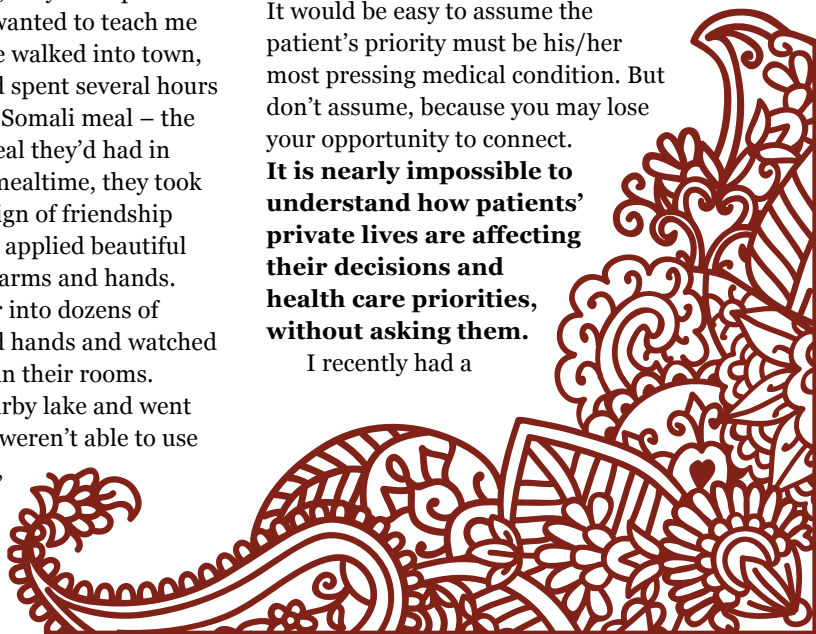 wanted to teach me
e walked into town,
d spent several hours
Somali meal – the
eal they’d had in
mealtime, they took
ign of friendship
applied beautiful
arms and hands.
r into dozens of
d hands and watched
in their rooms.
rby lake and went
weren’t able to use
,
It would be easy to assume the
patient’s priority must be his/her
most pressing medical condition. But
don’t assume, because you may lose
your opportunity to connect.
It is nearly impossible to
understand how patients’
private lives are affecting
their decisions and
health care priorities,
without asking them.
I recently had a